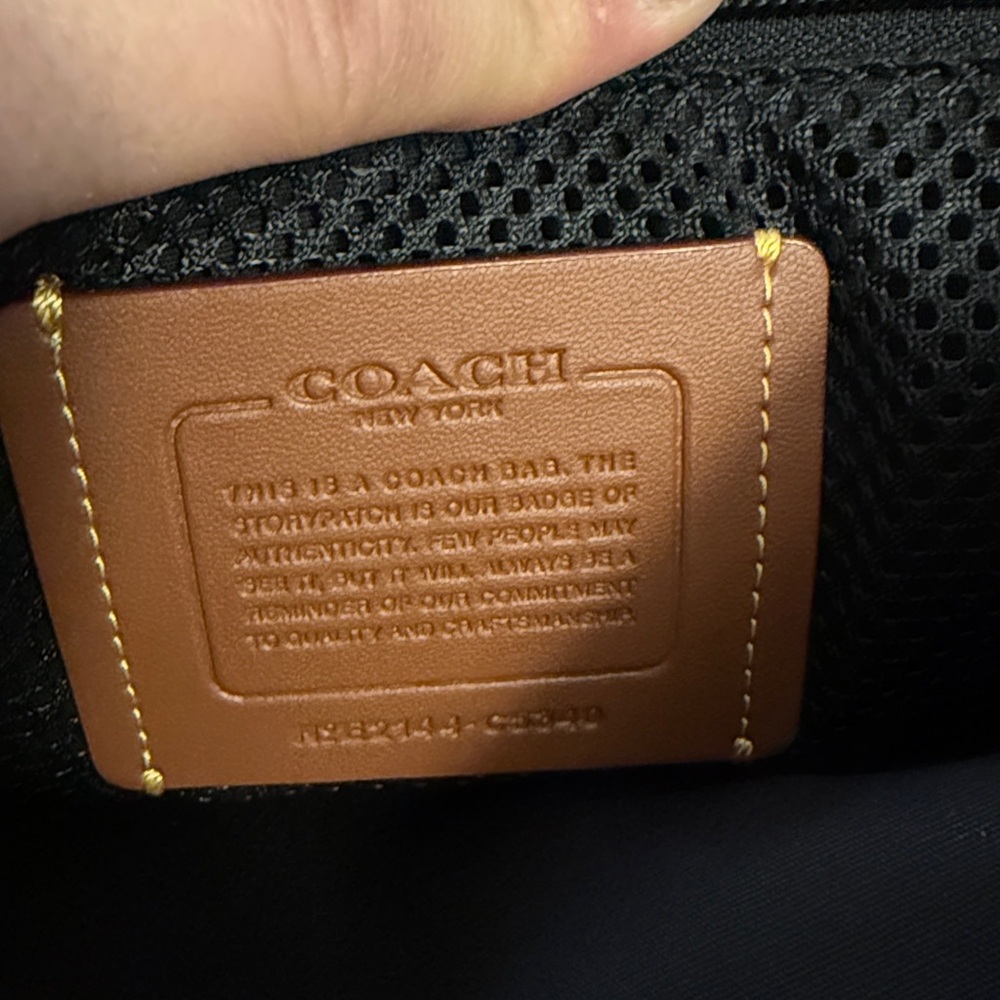 COACH
NEW YORK
THIS IS A COACH BAG. THE
STORYPATCH IS OUR BADGE OF
AUTHENTICITY. FEW PEOPLE MAY
SEE IT, BUT IT WILL ALWAYS BE A
REMINDER OF OUR COMMITMENT
TO QUALITY AND CRAFTSMANSHIP.